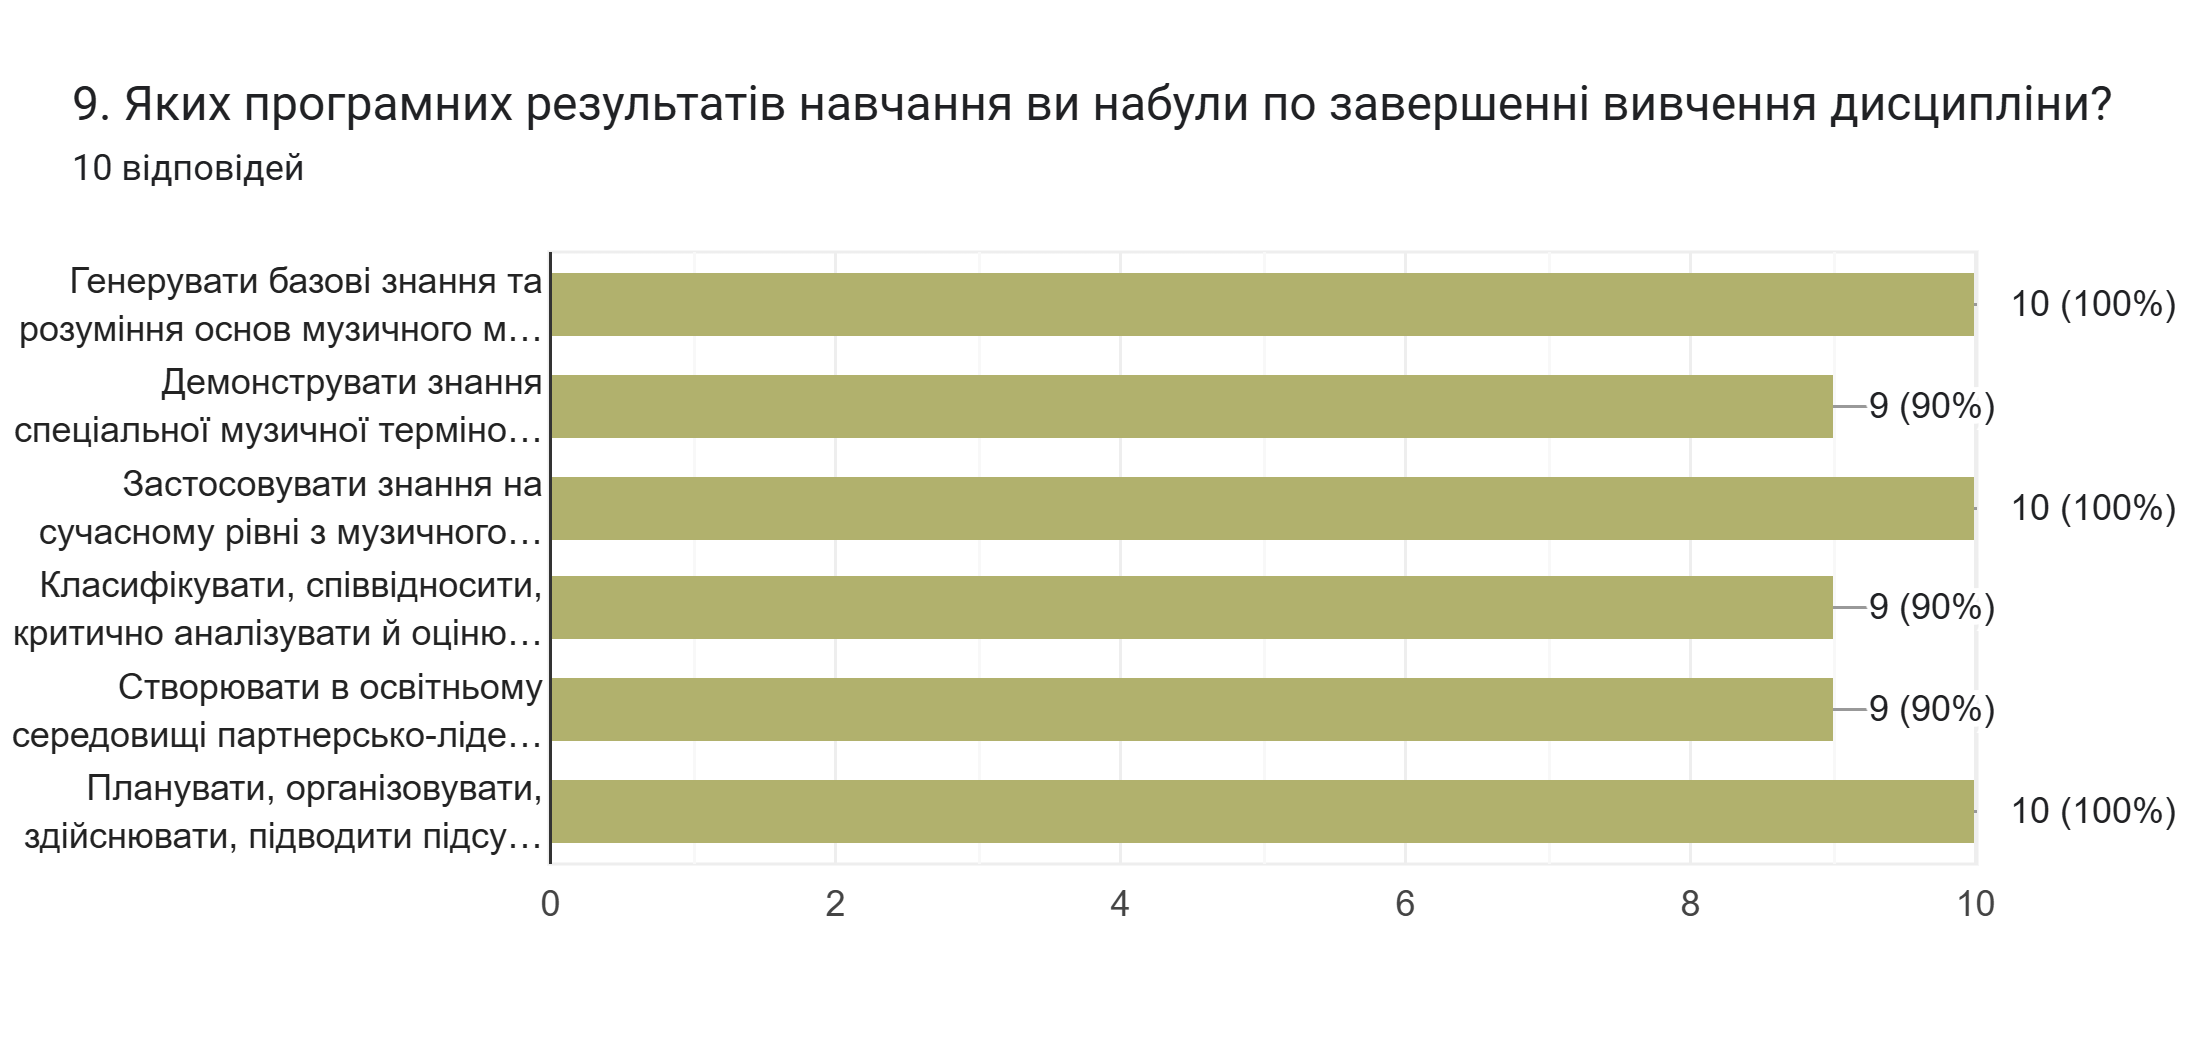 9. Яких програмних результатів навчання ви набули по завершенні вивчення дисципліни?
10 відповідей
Генерувати базові знання та
розуміння основ музичного м…
10 (100%)
Демонструвати знання
спеціальної музичної терміно…
9 (90%)
Застосовувати знання на
сучасному рівні з музичного…
10 (100%)
Класифікувати, співвідносити,
критично аналізувати й оціню…
9 (90%)
Створювати в освітньому
середовищі партнерсько-ліде…
9 (90%)
Планувати, організовувати,
здійснювати, підводити підсу…
10 (100%)
0 2 4 6 8 10